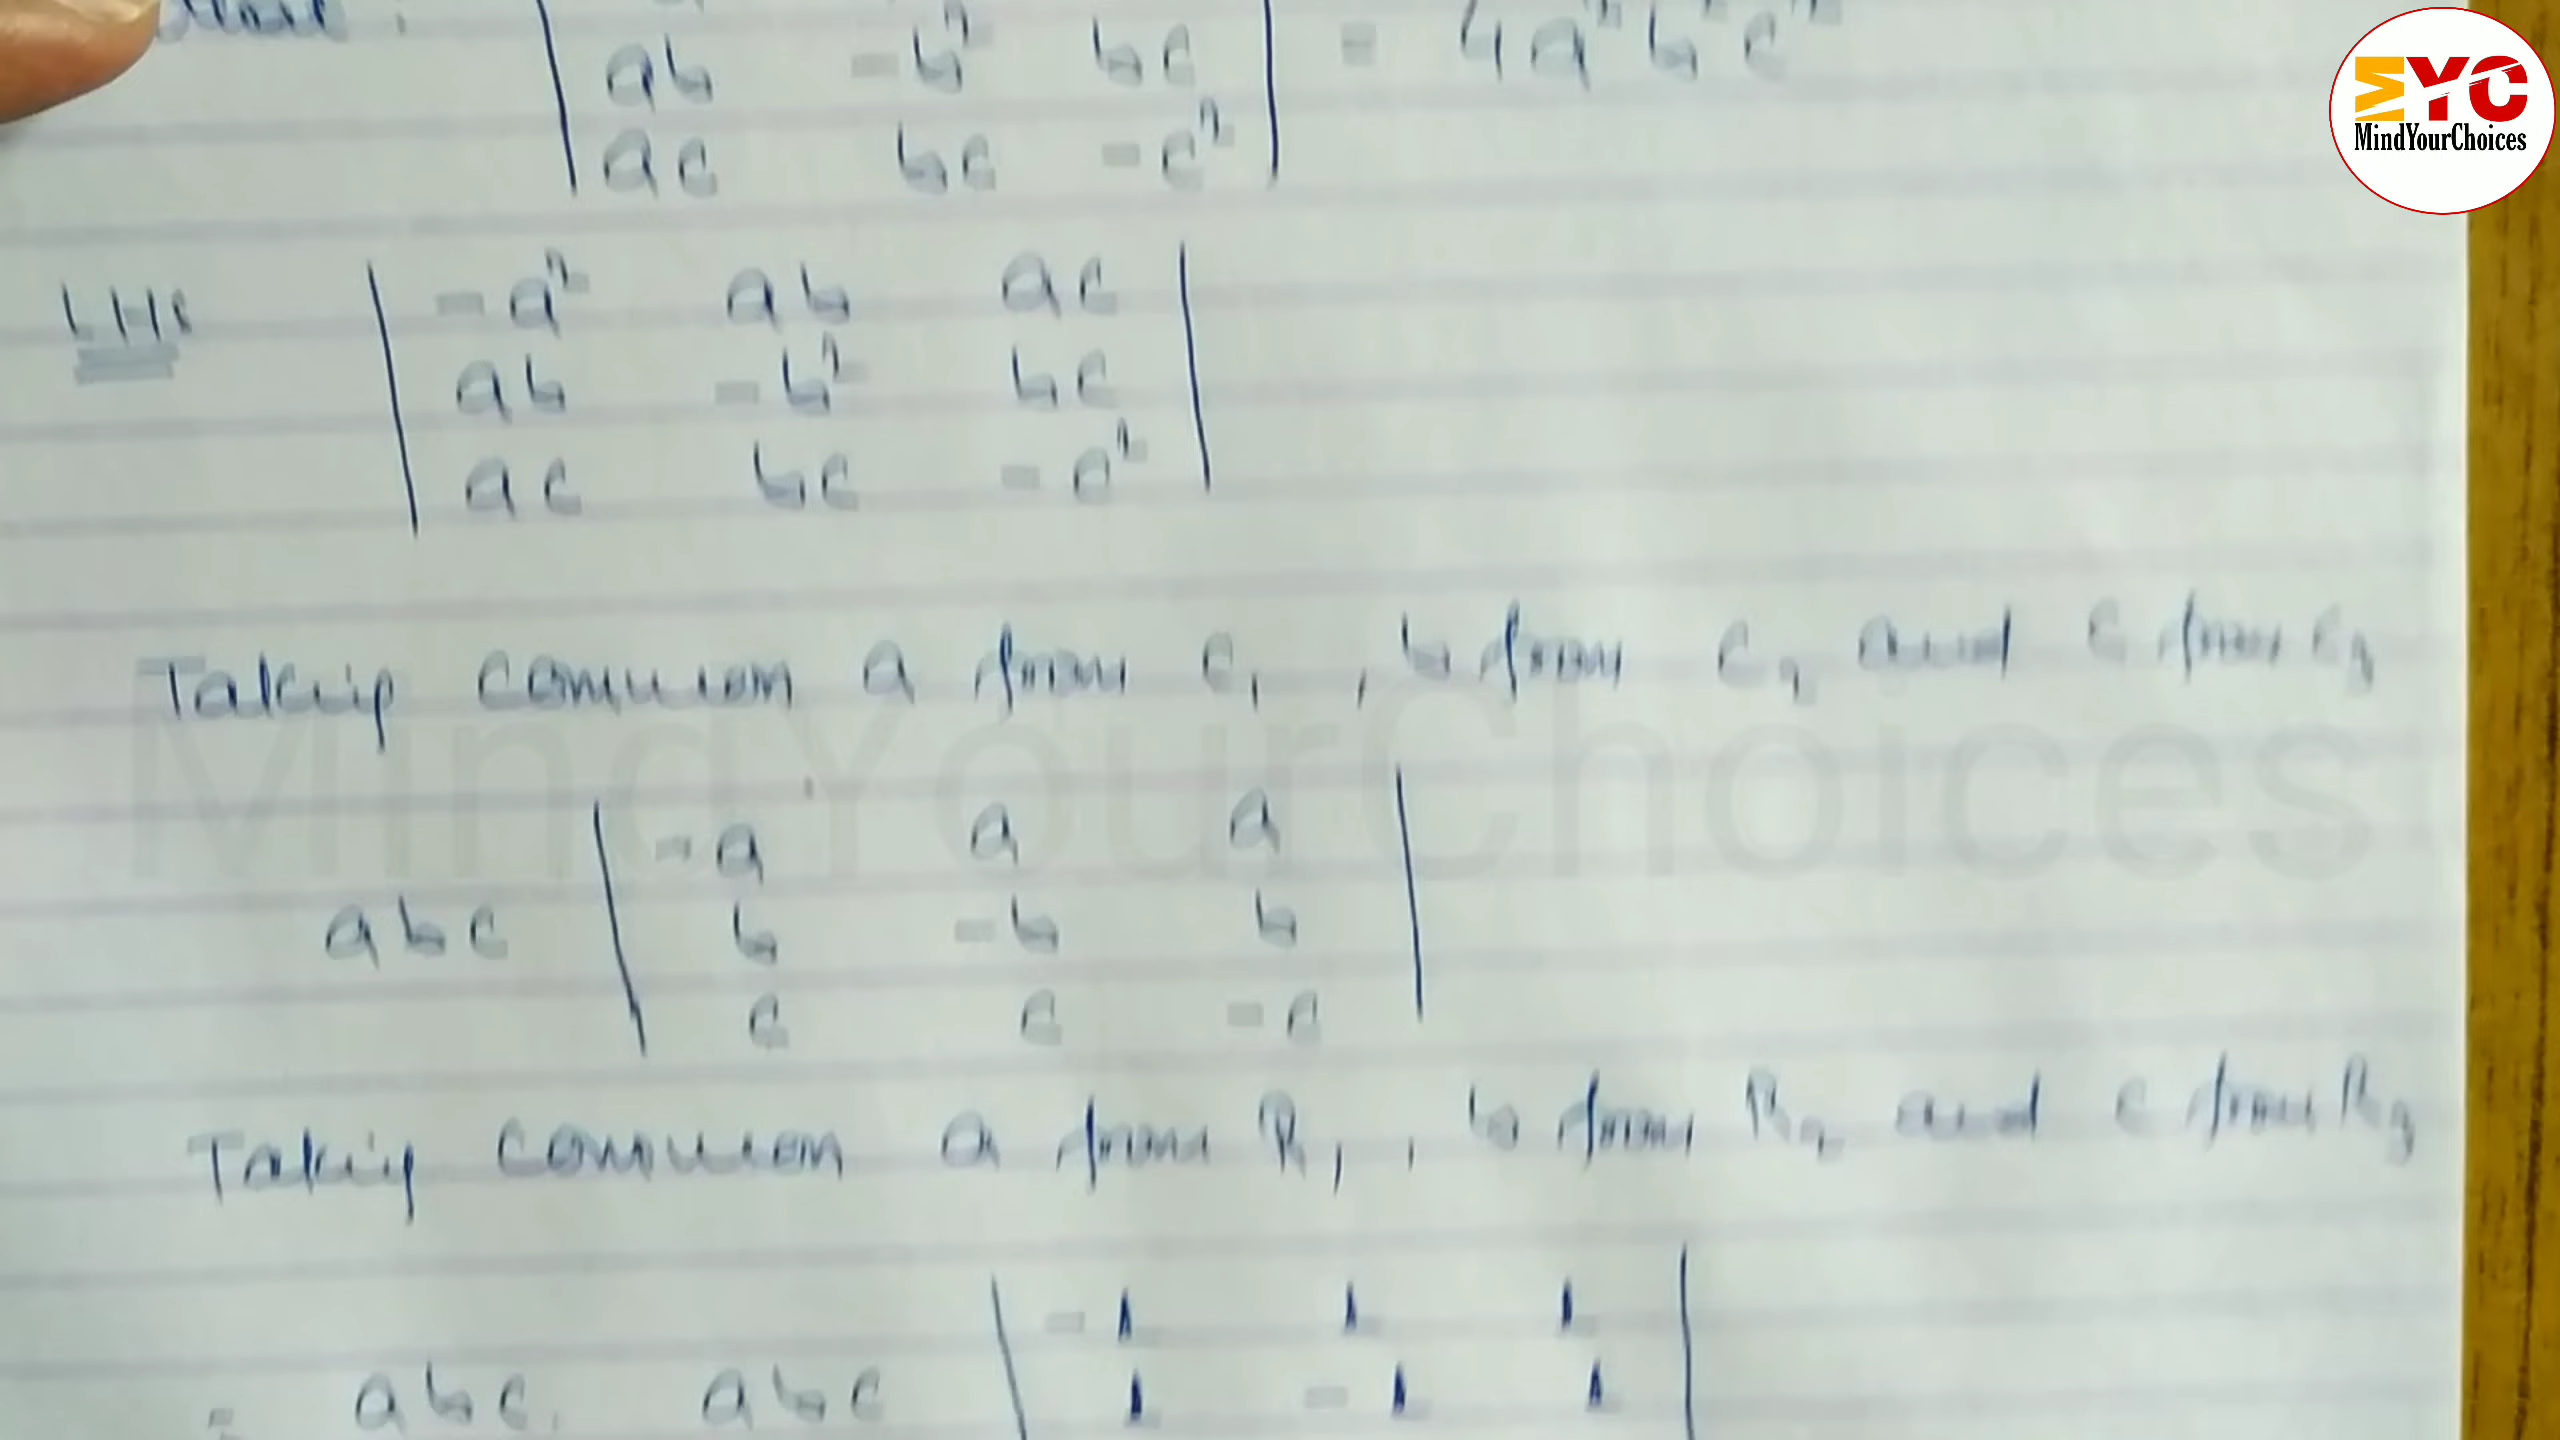 ab -b² bc = 4a²b²c²
ac bc -c²
LHS -a² ab ac
ab -b² bc
ac bc -c²
Taking common a from c₁, b from c₂ and c from c₃
-a a a
abc b -b b
c c -c
Taking common a from R₁, b from R₂ and c from R₃
-1 1 1
= abc. abc 1 -1 1
MYC
MindYourChoices
MindYourChoices